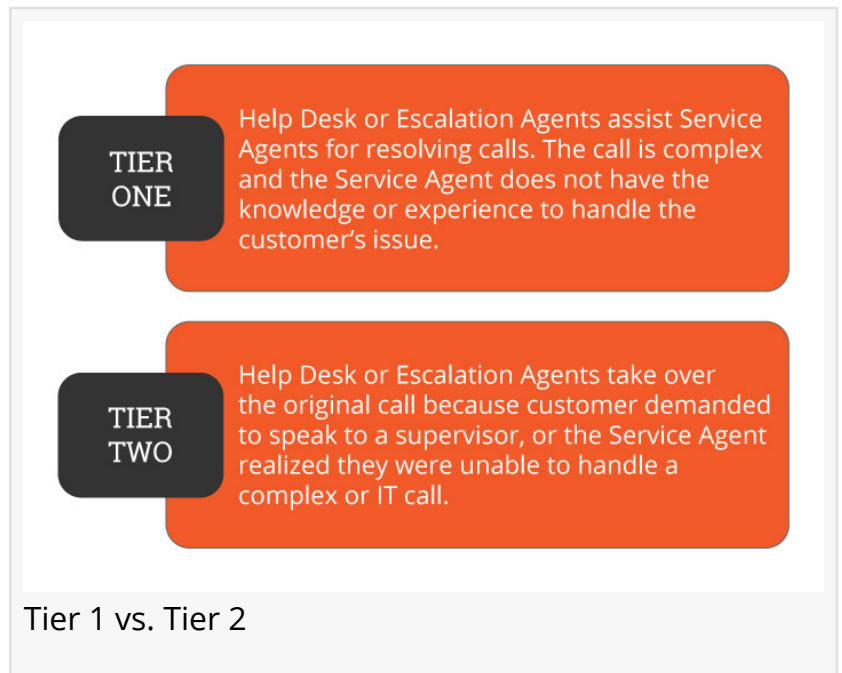 TIER
ONE
Help Desk or Escalation Agents assist Service
Agents for resolving calls. The call is complex
and the Service Agent does not have the
knowledge or experience to handle the
customer’s issue.
TIER
TWO
Help Desk or Escalation Agents take over
the original call because customer demanded
to speak to a supervisor, or the Service Agent
realized they were unable to handle a
complex or IT call.
Tier 1 vs. Tier 2